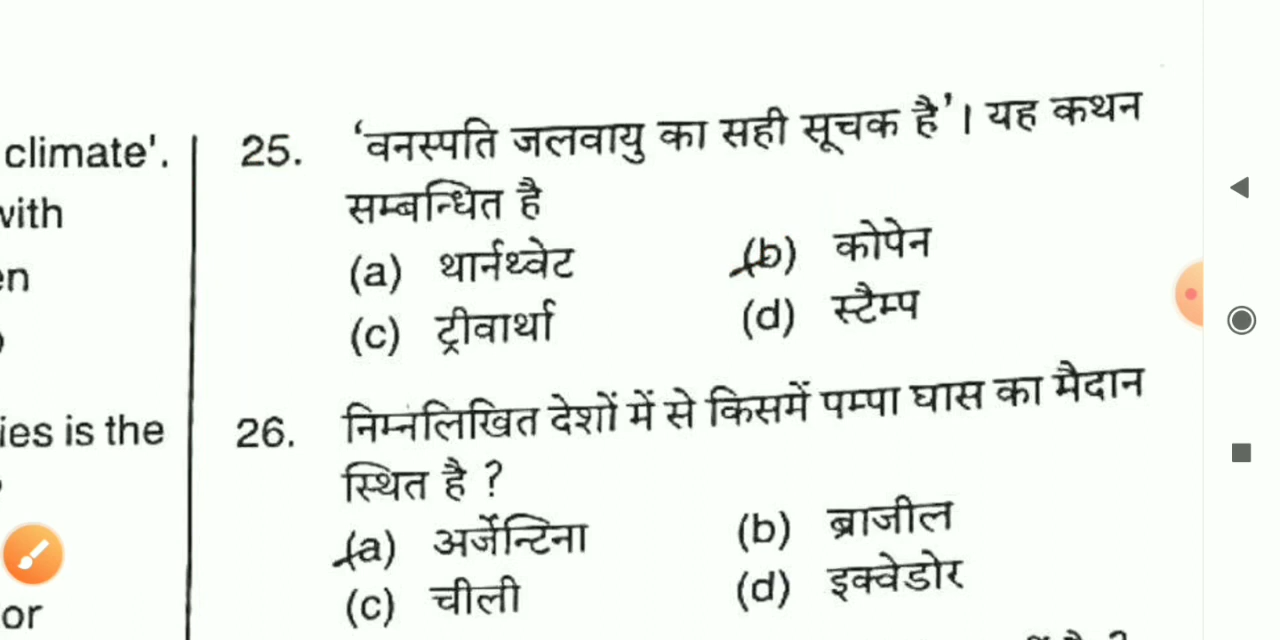 climate'.
with
en
ies is the
or
25. 'वनस्पति जलवायु का सही सूचक है'। यह कथन
सम्बन्धित है
(a) थार्नथ्वेट (b) कोपेन
(c) ट्रीवार्था (d) स्टैम्प
26. निम्नलिखित देशों में से किसमें पम्पा घास का मैदान
स्थित है ?
(a) अर्जेन्टिना (b) ब्राजील
(c) चीली (d) इक्वेडोर